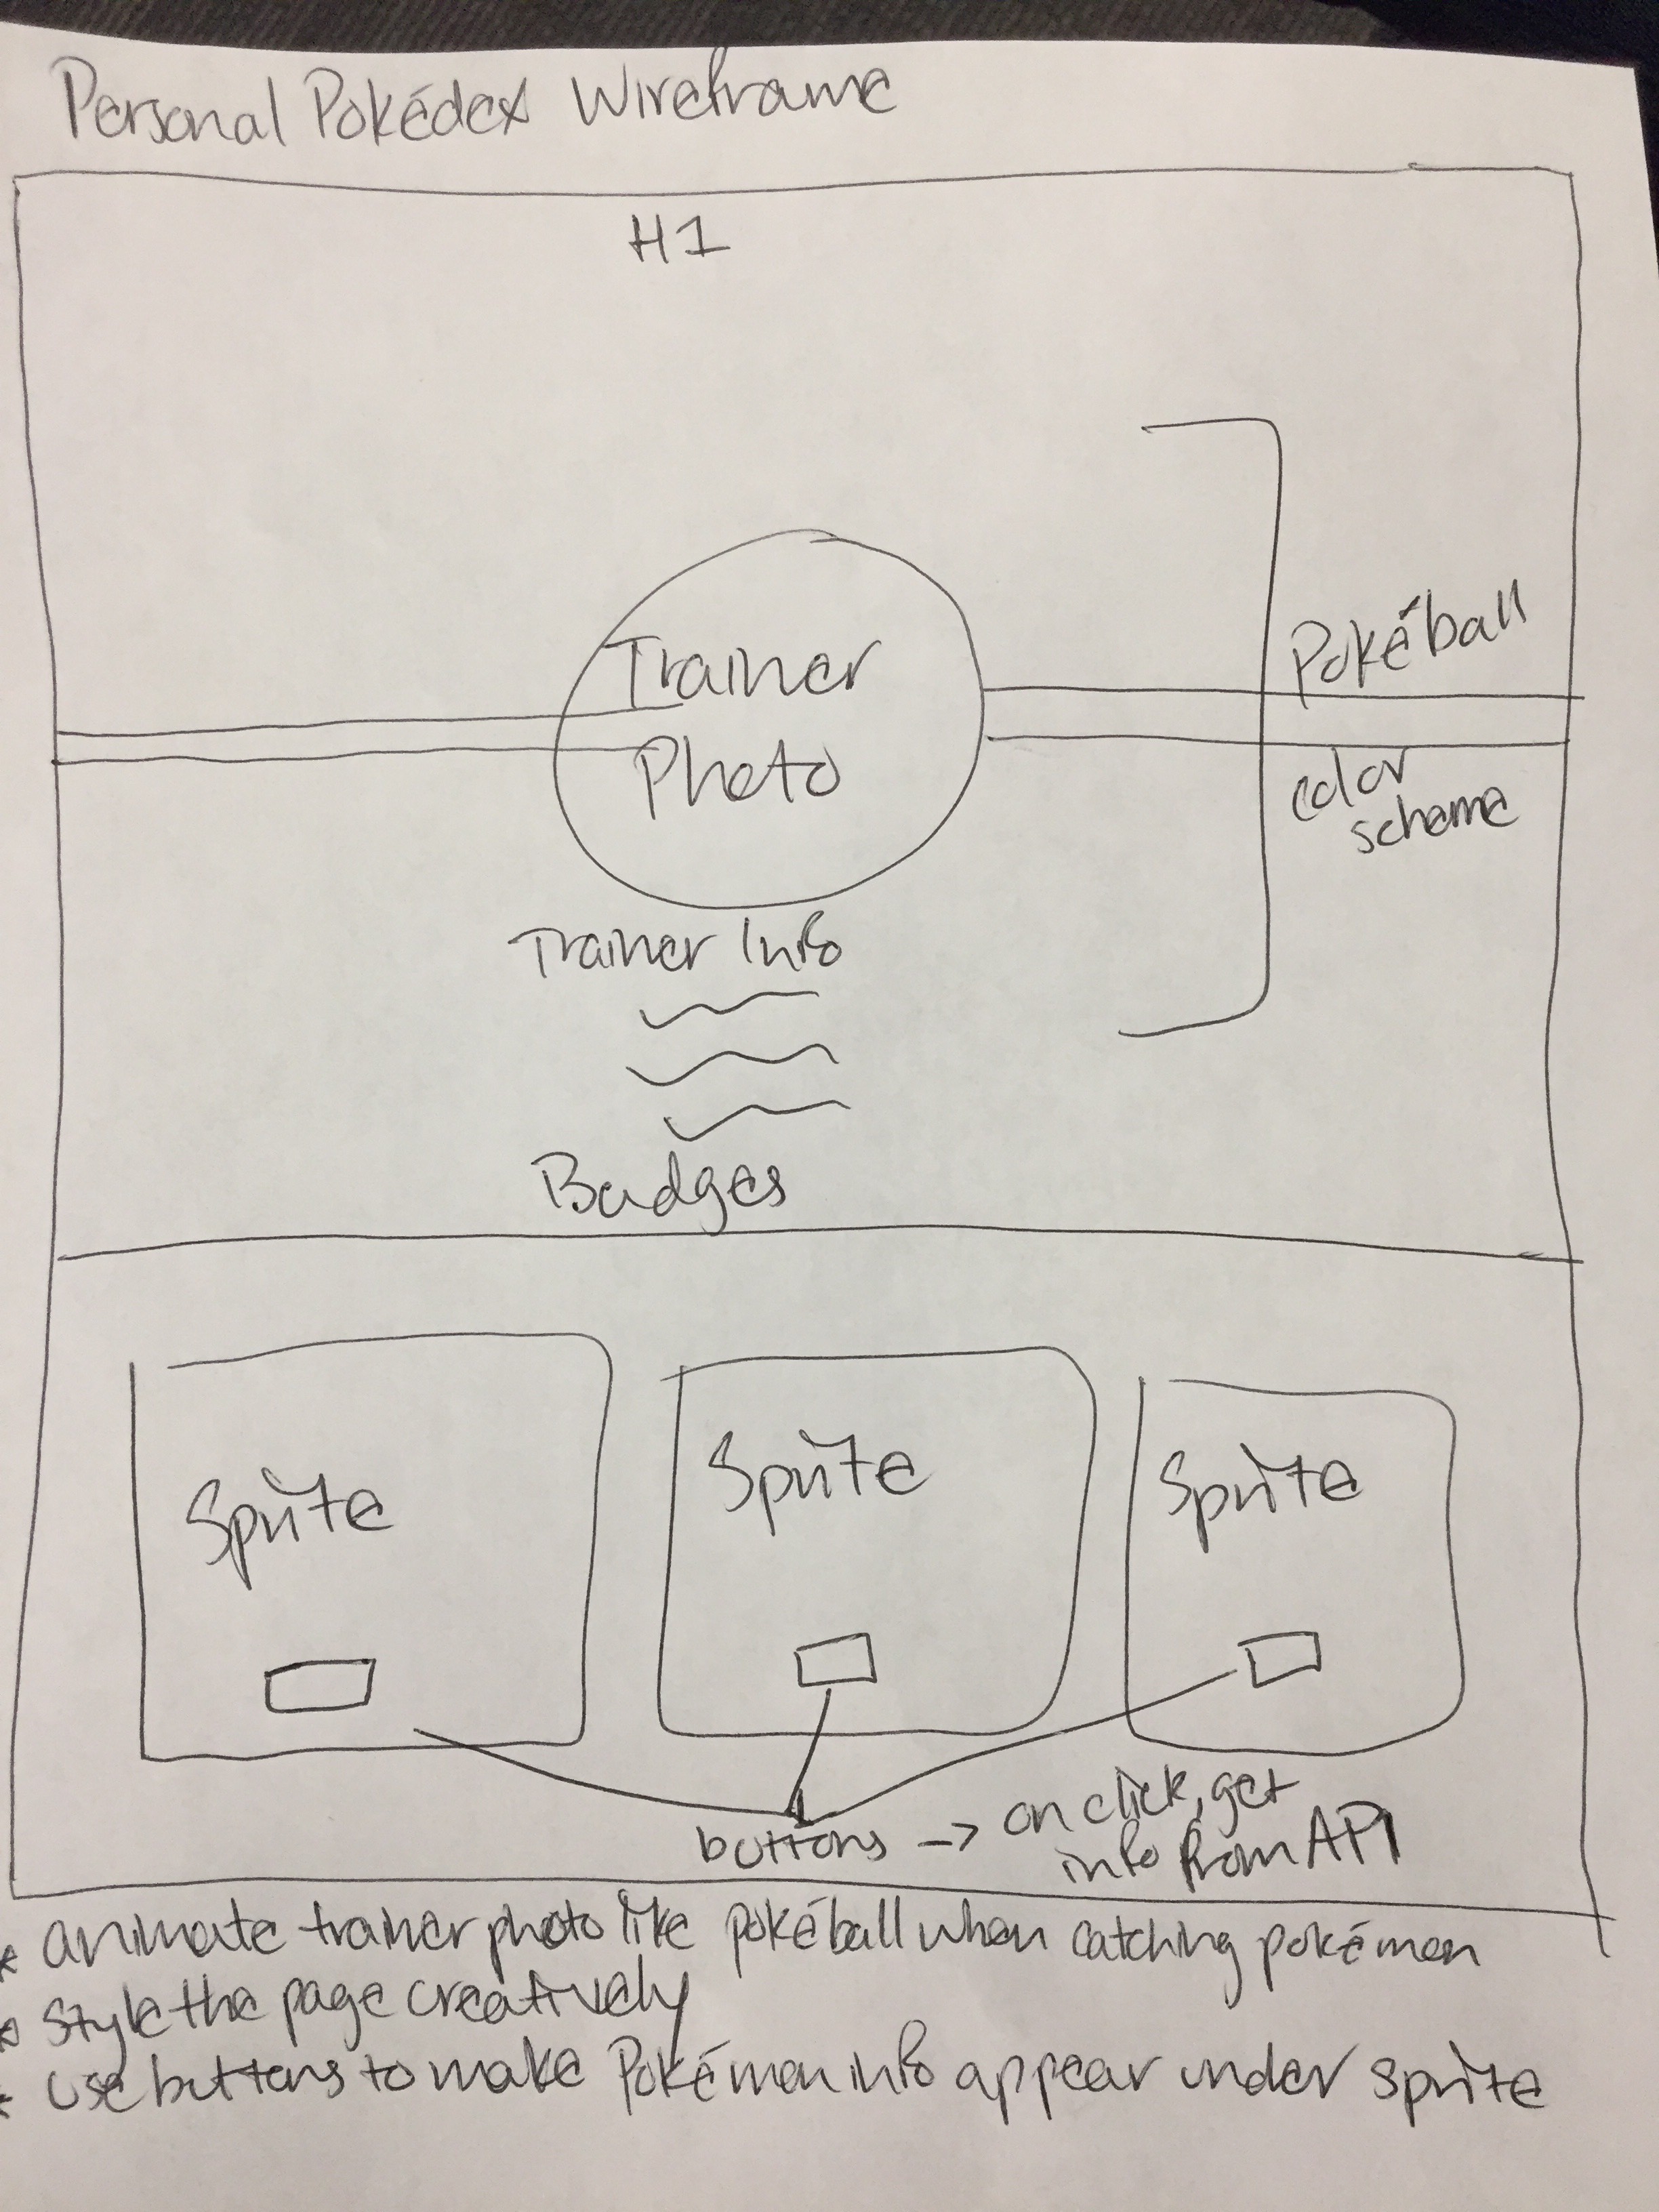 Personal Pokédex Wireframe
H1
Trainer
Photo
Pokéball
color
scheme
Trainer Info
Badges
Sprite
Sprite
Sprite
buttons → on click, get
info from API
* animate trainer photo like pokéball when catching pokémon
* style the page creatively
* use buttons to make Pokémon info appear under sprite